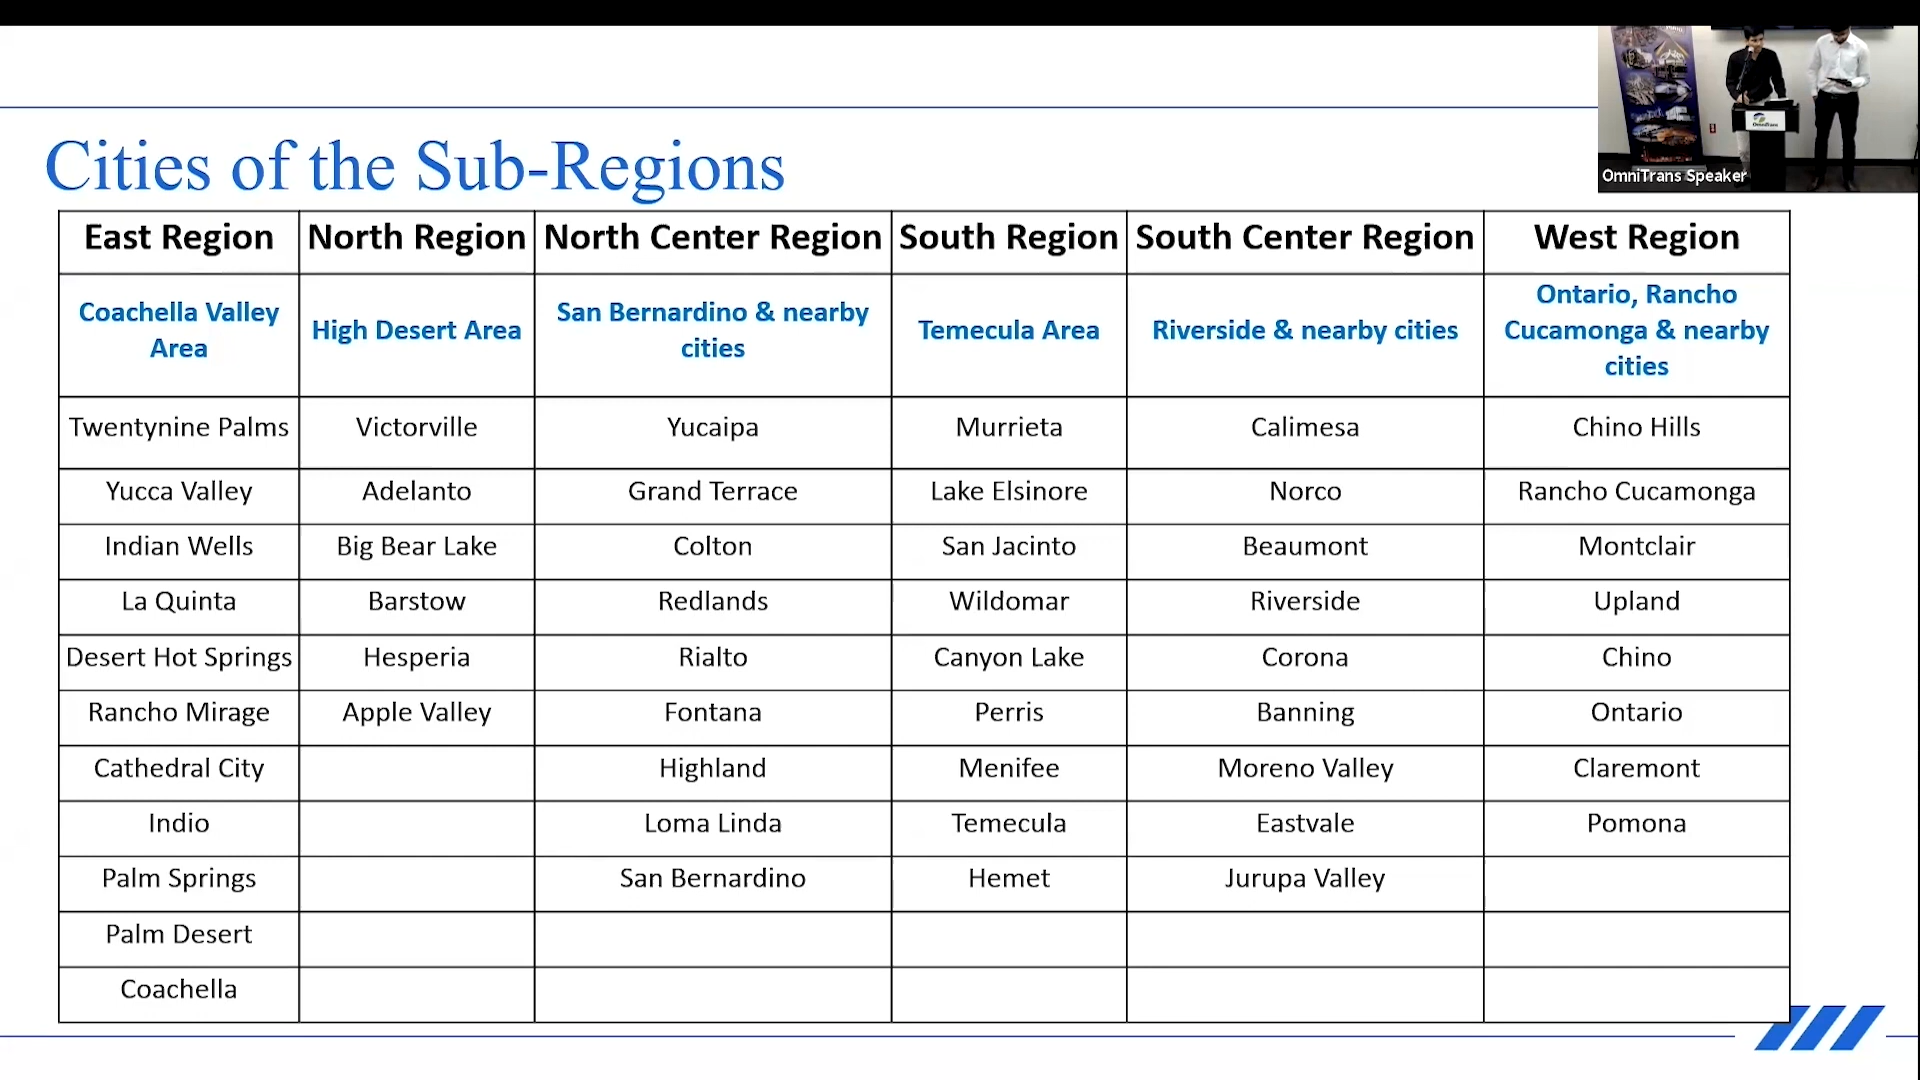 Cities of the Sub-Regions
OmniTrans Speaker
OmniTrans
East Region North Region North Center Region South Region South Center Region West Region
Coachella Valley Area High Desert Area San Bernardino & nearby cities Temecula Area Riverside & nearby cities Ontario, Rancho Cucamonga & nearby cities
Twentynine Palms Victorville Yucaipa Murrieta Calimesa Chino Hills
Yucca Valley Adelanto Grand Terrace Lake Elsinore Norco Rancho Cucamonga
Indian Wells Big Bear Lake Colton San Jacinto Beaumont Montclair
La Quinta Barstow Redlands Wildomar Riverside Upland
Desert Hot Springs Hesperia Rialto Canyon Lake Corona Chino
Rancho Mirage Apple Valley Fontana Perris Banning Ontario
Cathedral City Highland Menifee Moreno Valley Claremont
Indio Loma Linda Temecula Eastvale Pomona
Palm Springs San Bernardino Hemet Jurupa Valley
Palm Desert
Coachella